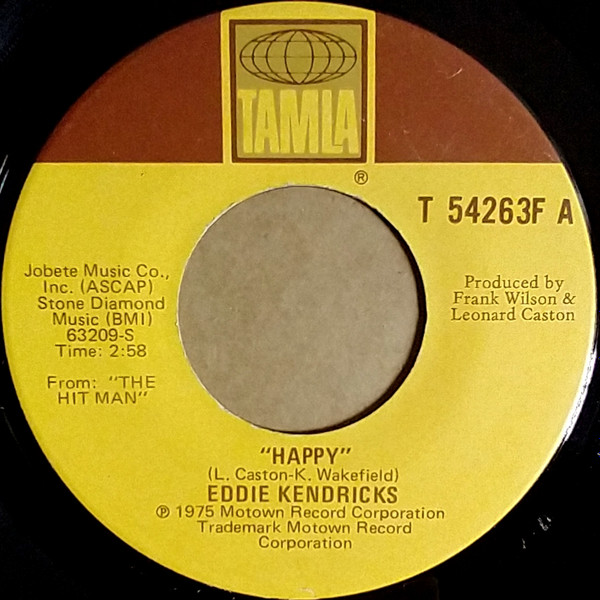 TAMLA
®
T 54263F A
Jobete Music Co.,
Inc. (ASCAP)
Stone Diamond
Music (BMI)
63209-S
Time: 2:58
From: "THE
HIT MAN"
Produced by
Frank Wilson &
Leonard Caston
"HAPPY"
(L. Caston-K. Wakefield)
EDDIE KENDRICKS
℗ 1975 Motown Record Corporation
Trademark Motown Record
Corporation